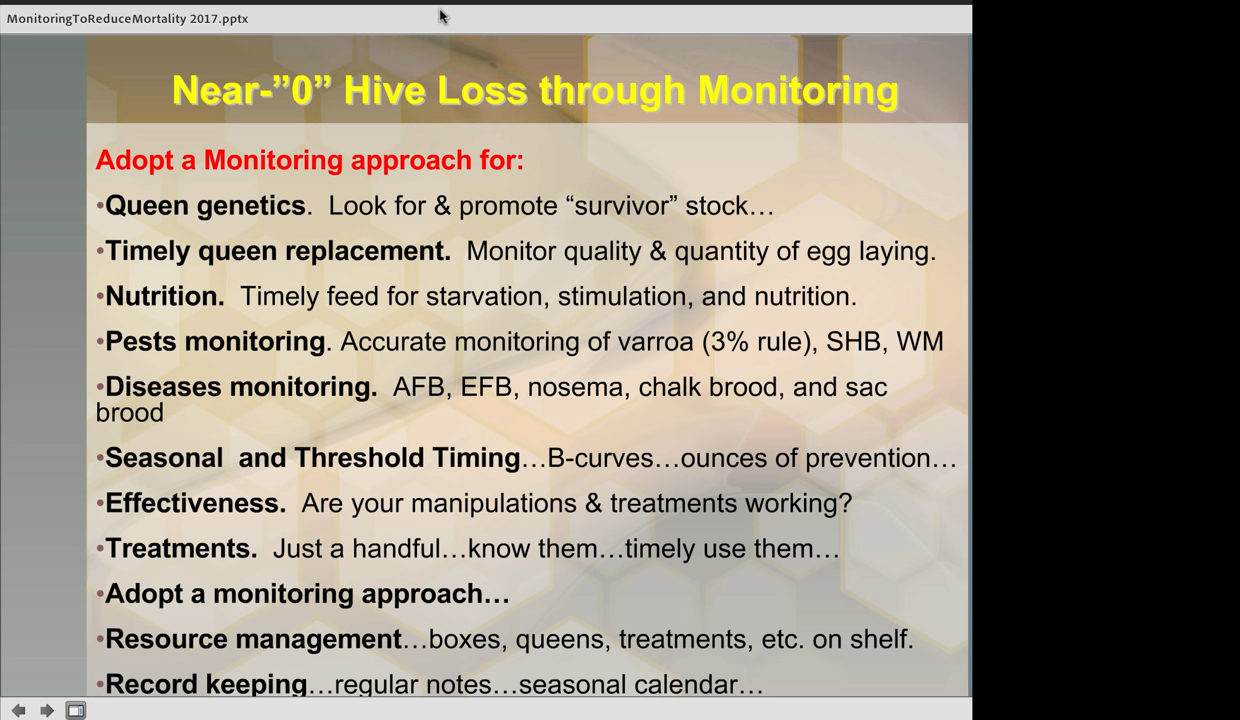 MonitoringToReduceMortality 2017.pptx
Near-”0” Hive Loss through Monitoring
Adopt a Monitoring approach for:
•Queen genetics.  Look for & promote “survivor” stock…
•Timely queen replacement.  Monitor quality & quantity of egg laying.
•Nutrition.  Timely feed for starvation, stimulation, and nutrition.
•Pests monitoring. Accurate monitoring of varroa (3% rule), SHB, WM
•Diseases monitoring.  AFB, EFB, nosema, chalk brood, and sac
brood
•Seasonal  and Threshold Timing…B-curves…ounces of prevention…
•Effectiveness.  Are your manipulations & treatments working?
•Treatments.  Just a handful…know them…timely use them…
•Adopt a monitoring approach…
•Resource management…boxes, queens, treatments, etc. on shelf.
•Record keeping…regular notes…seasonal calendar…